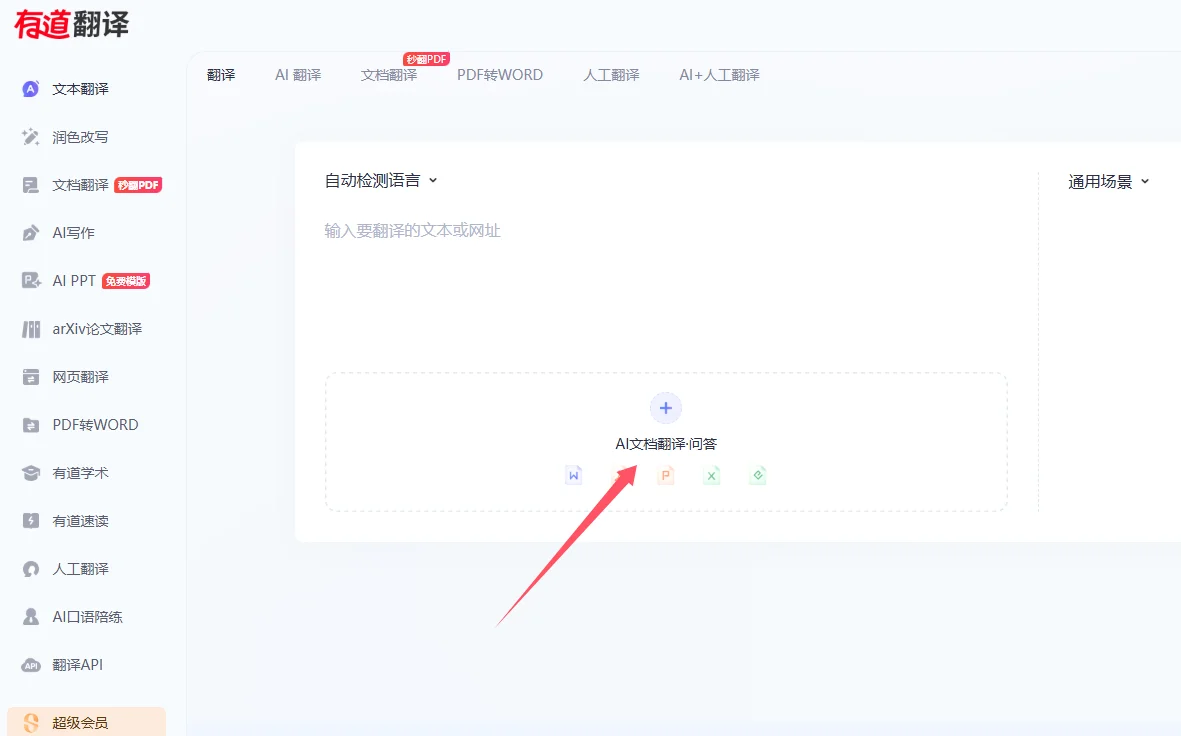 有道翻译
文本翻译
润色改写
文档翻译 秒翻PDF
AI写作
AI PPT 免费模版
arXiv论文翻译
网页翻译
PDF转WORD
有道学术
有道速读
人工翻译
AI口语陪练
翻译API
超级会员
翻译 AI 翻译 文档翻译 秒翻PDF PDF转WORD 人工翻译 AI+人工翻译
自动检测语言
通用场景
输入要翻译的文本或网址
AI文档翻译·问答
W P X